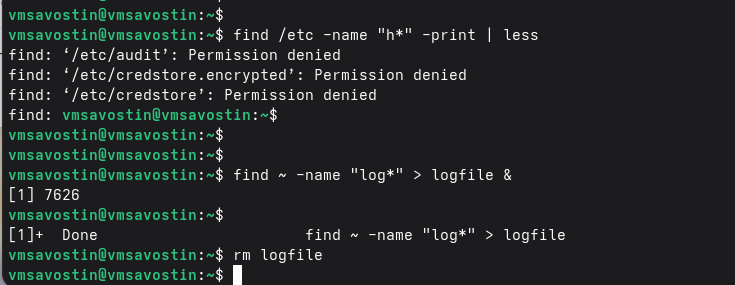 vmsavostin@vmsavostin:~$
vmsavostin@vmsavostin:~$ find /etc -name "h*" -print | less
find: ‘/etc/audit’: Permission denied
find: ‘/etc/credstore.encrypted’: Permission denied
find: ‘/etc/credstore’: Permission denied
find: vmsavostin@vmsavostin:~$
vmsavostin@vmsavostin:~$
vmsavostin@vmsavostin:~$
vmsavostin@vmsavostin:~$ find ~ -name "log*" > logfile &
[1] 7626
vmsavostin@vmsavostin:~$
[1]+  Done                    find ~ -name "log*" > logfile
vmsavostin@vmsavostin:~$ rm logfile
vmsavostin@vmsavostin:~$